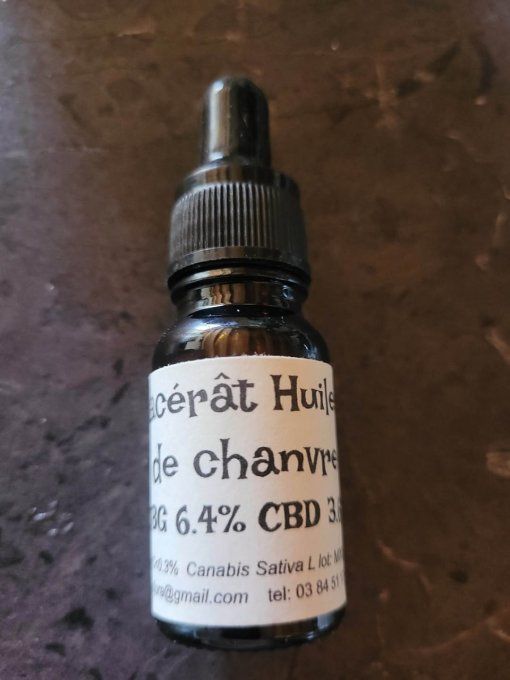 acérât Huile
de chanvre
BG 6.4% CBD 3.
0.3% Canabis Sativa L lot:
@gmail.com tel: 03 84 51